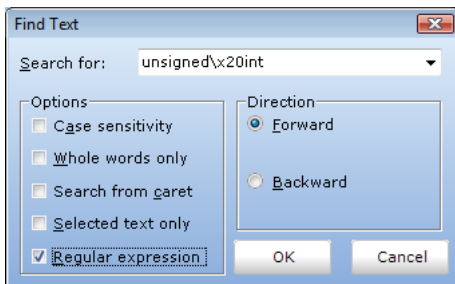 Find Text
Search for: unsigned\x20int
Options
Case sensitivity
Whole words only
Search from caret
Selected text only
Regular expression
Direction
Forward
Backward
OK Cancel